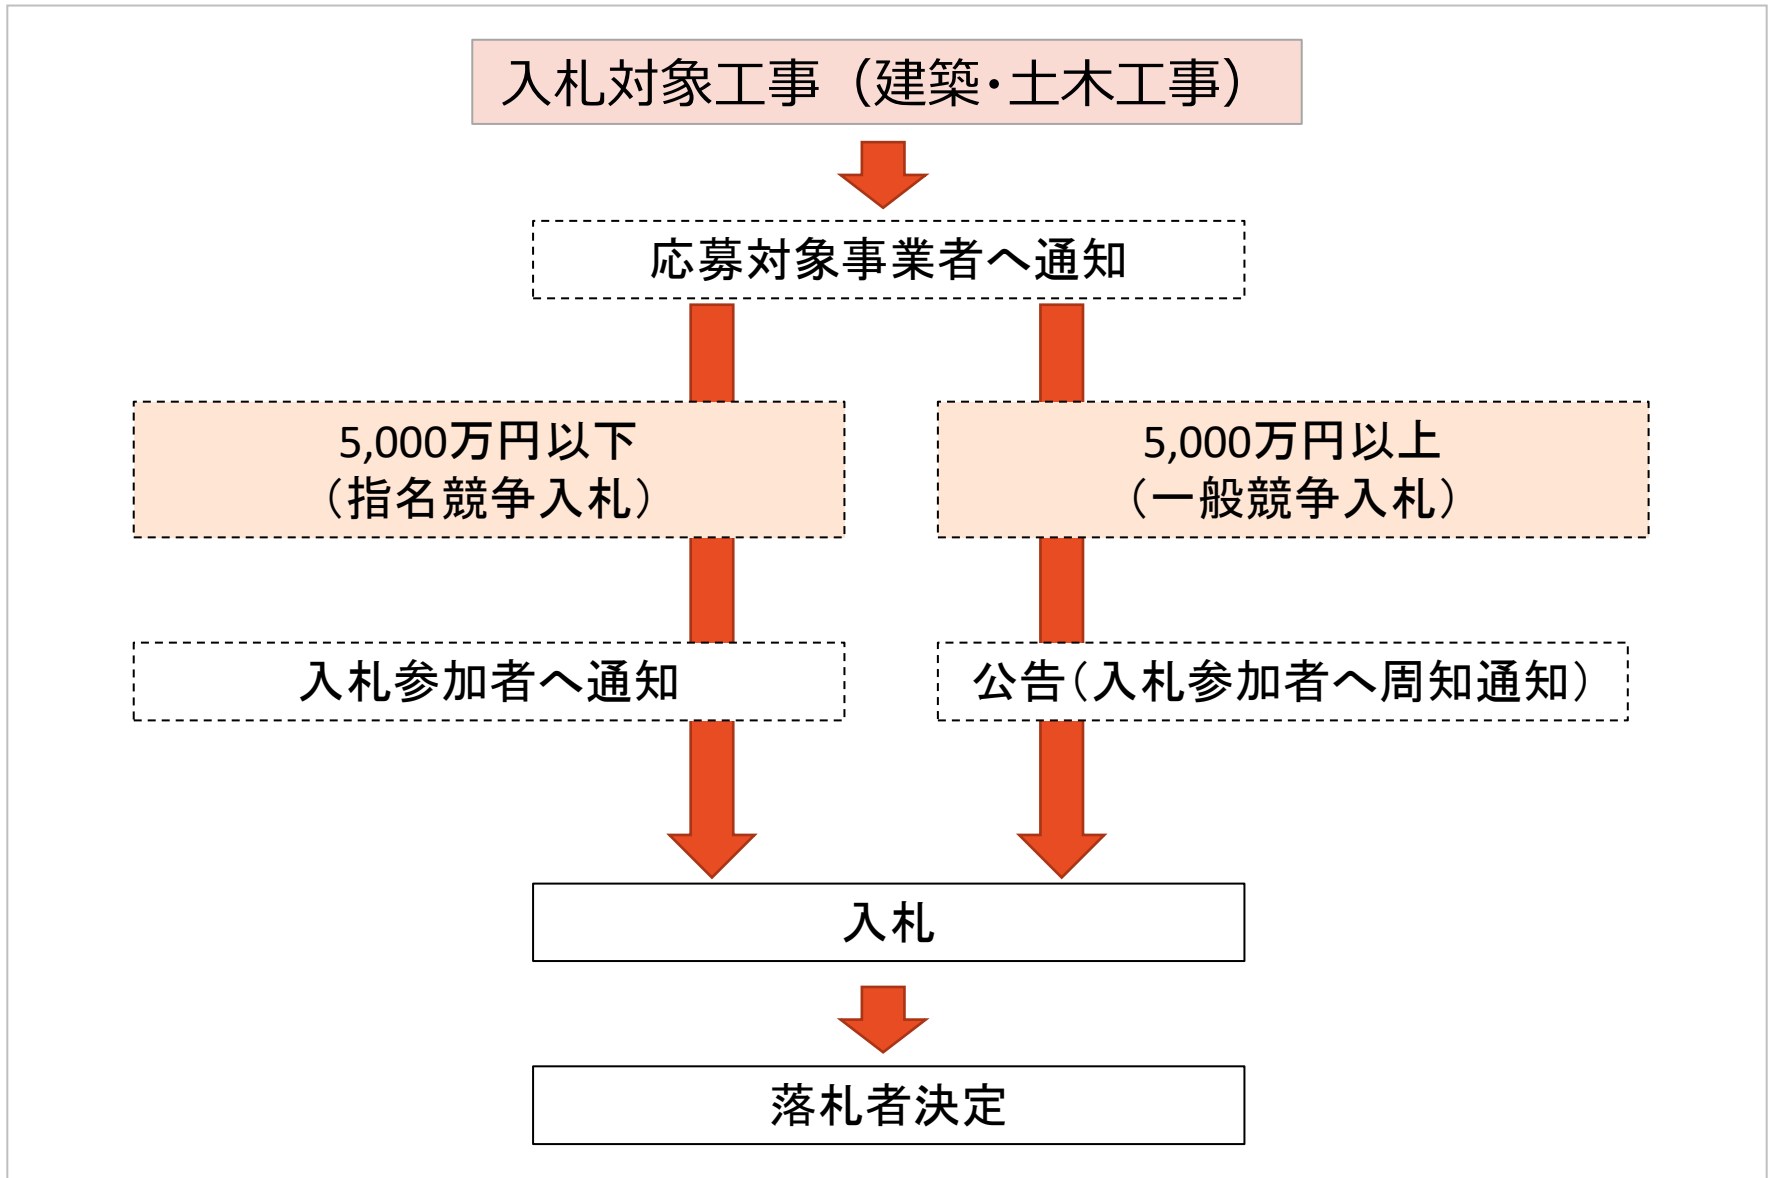 入札対象工事（建築・土木工事）
応募対象事業者へ通知
5,000万円以下
（指名競争入札）
5,000万円以上
（一般競争入札）
入札参加者へ通知
公告（入札参加者へ周知通知）
入札
落札者決定